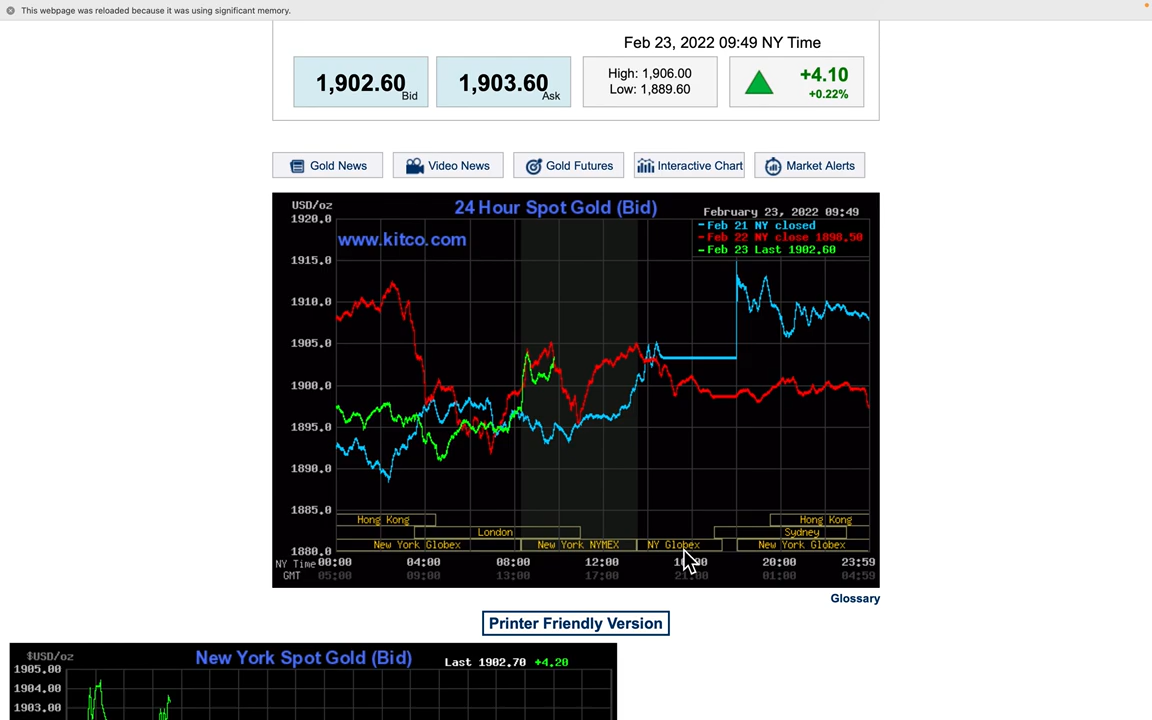 This webpage was reloaded because it was using significant memory.
Feb 23, 2022 09:49 NY Time
1,902.60 Bid
1,903.60 Ask
High: 1,906.00
Low: 1,889.60
+4.10
+0.22%
Gold News
Video News
Gold Futures
Interactive Chart
Market Alerts
USD/oz
24 Hour Spot Gold (Bid)
February 23, 2022 09:49
www.kitco.com
Feb 21 NY closed
Feb 22 NY close 1898.50
Feb 23 Last 1902.60
1920.0
1915.0
1910.0
1905.0
1900.0
1895.0
1890.0
1885.0
1880.0
Hong Kong
Hong Kong
London
Sydney
New York Globex
New York NYMEX
NY Globex
New York Globex
NY Time 00:00 04:00 08:00 12:00 20:00 23:59
GMT 05:00 09:00 13:00 17:00 21:00 01:00 04:59
Glossary
Printer Friendly Version
$USD/oz
New York Spot Gold (Bid)
Last 1902.70 +4.20
1905.00
1904.00
1903.00